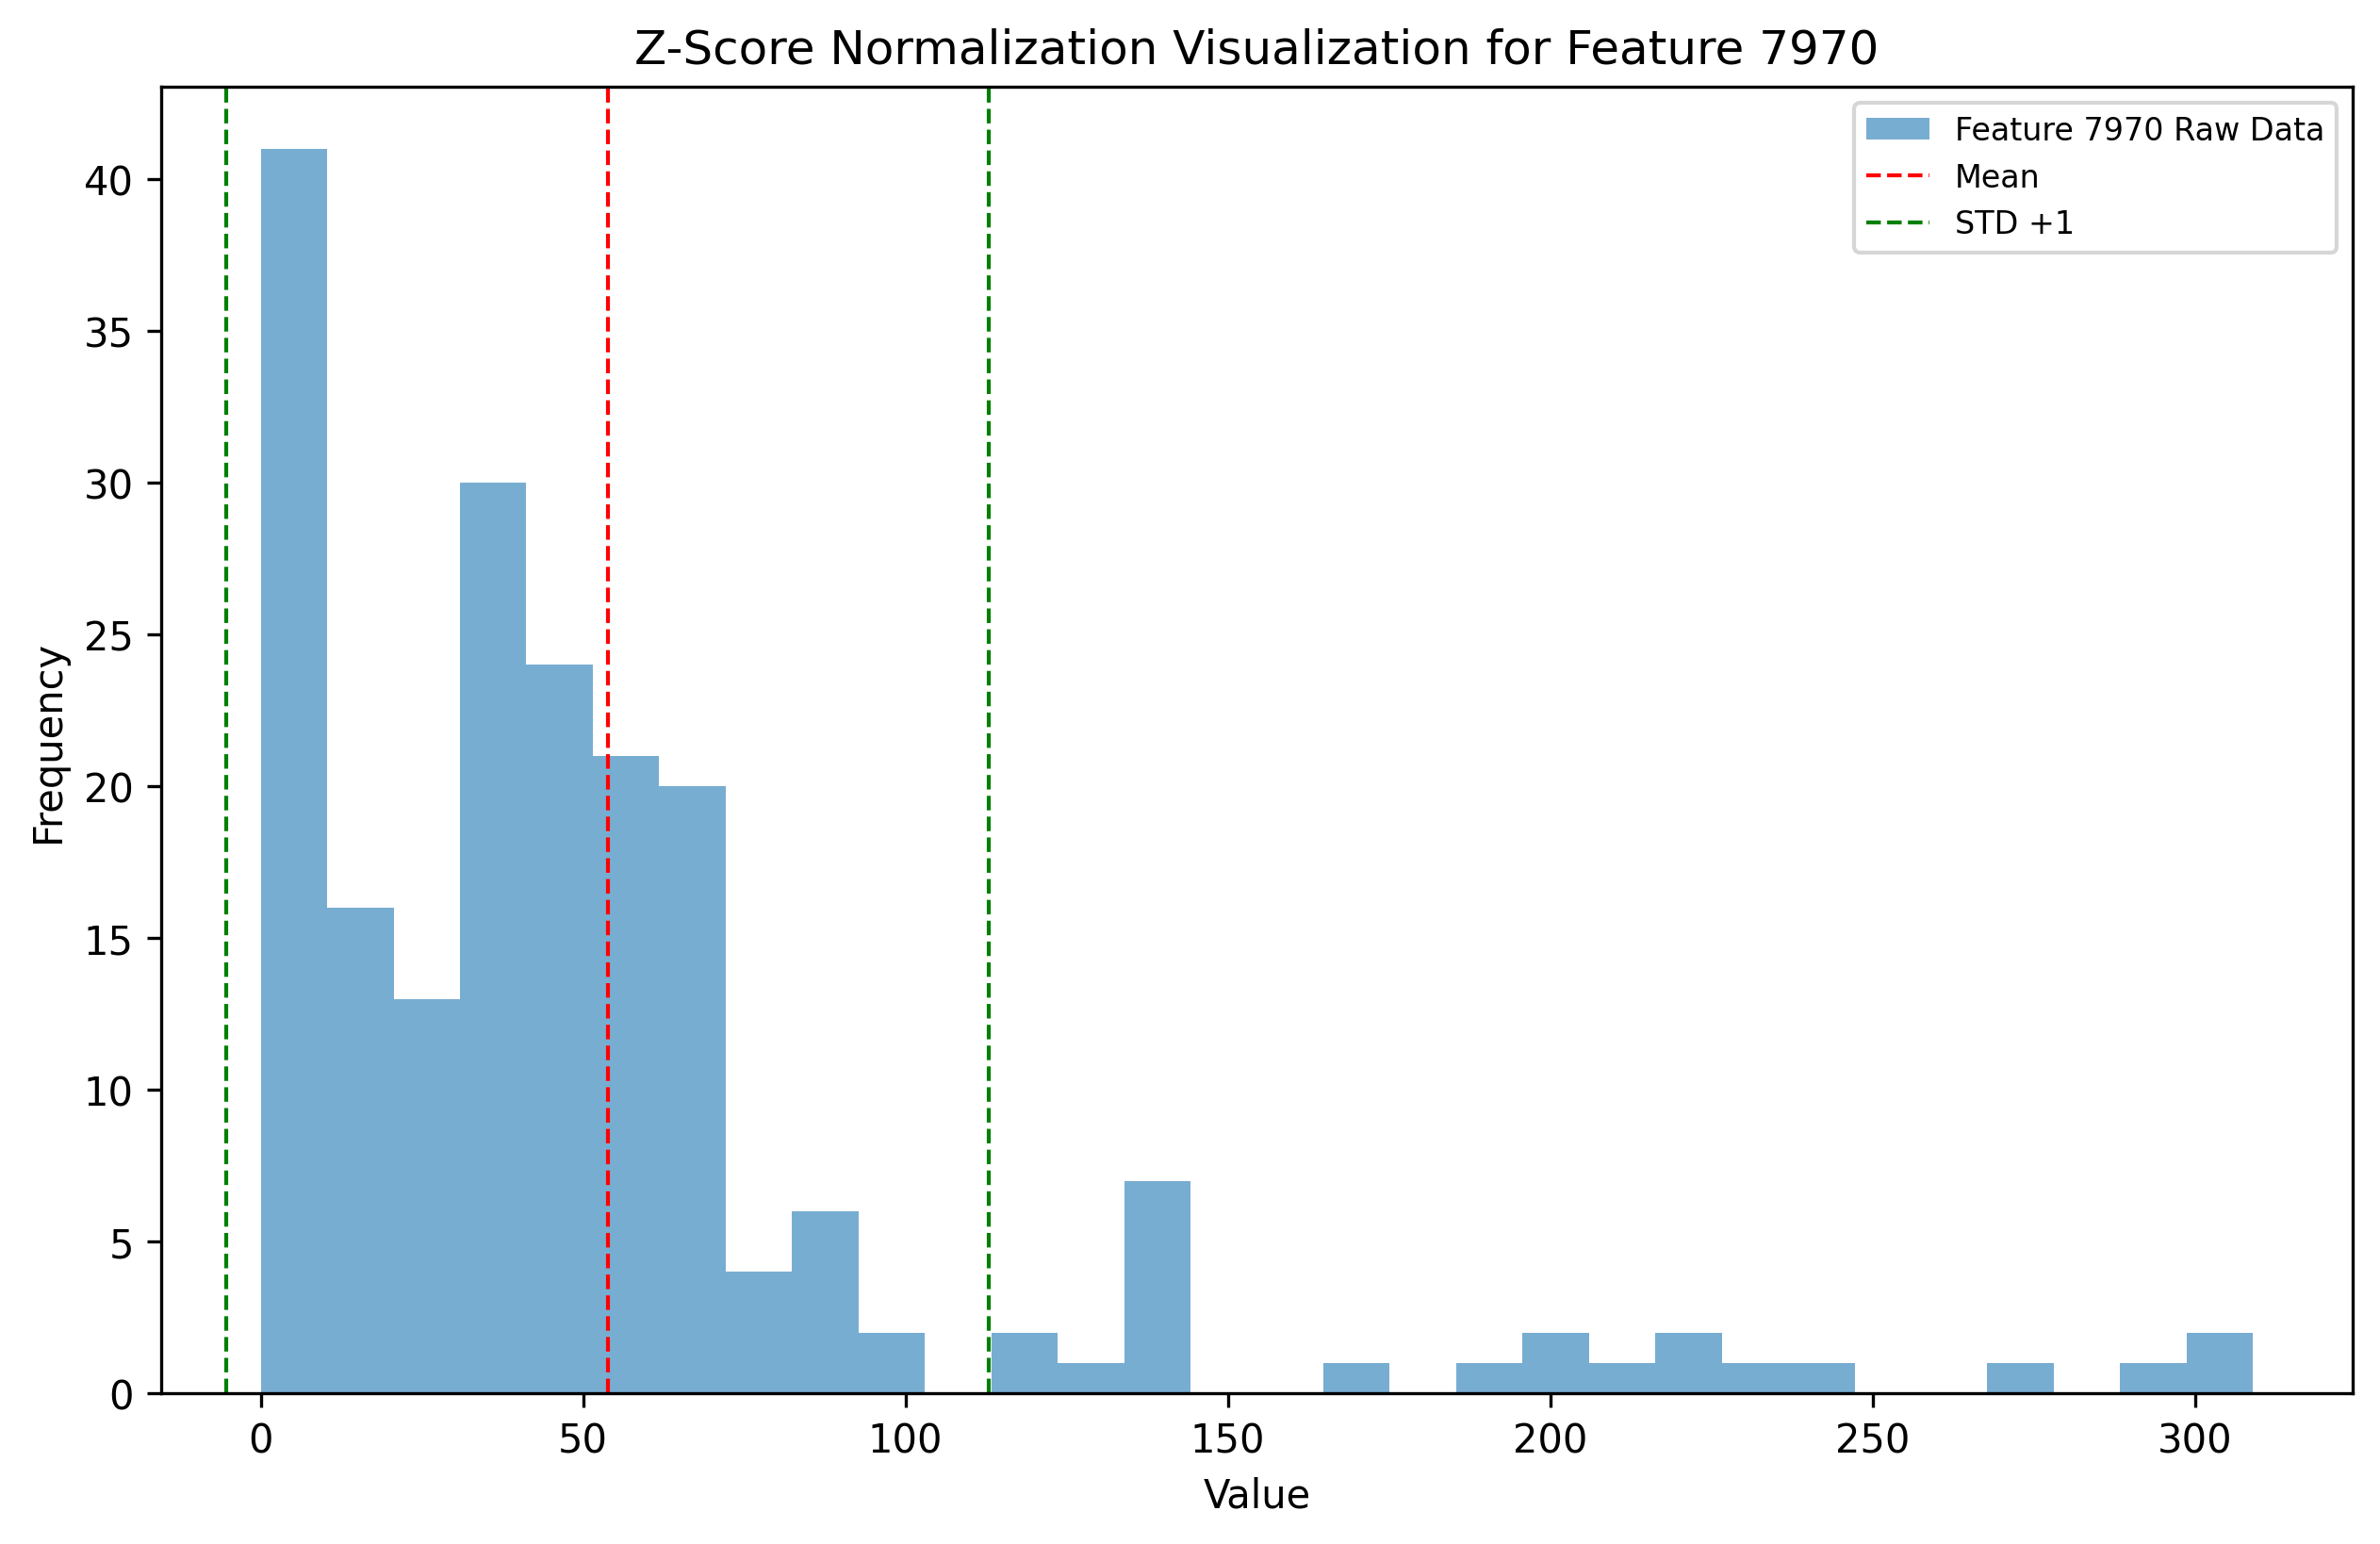 Z-Score Normalization Visualization for Feature 7970
Feature 7970 Raw Data
Mean
STD +1
40
35
30
25
20
15
10
5
0
Frequency
0 50 100 150 200 250 300
Value